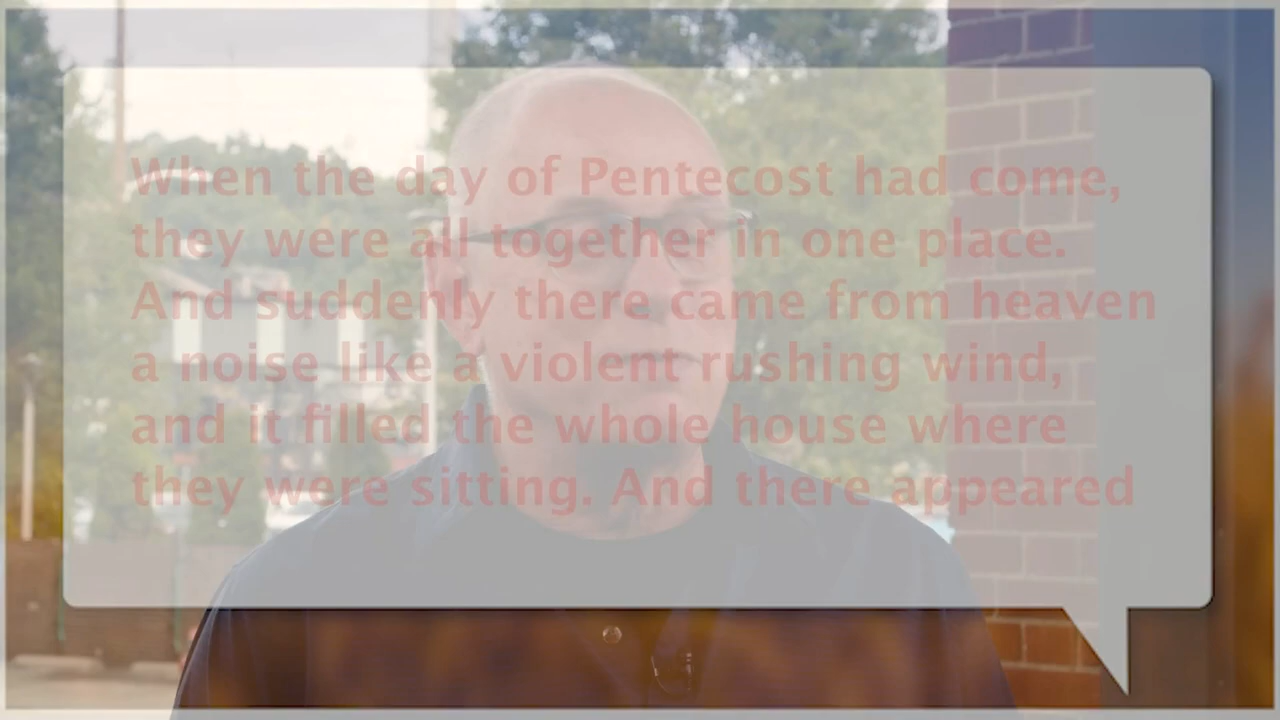 When the day of Pentecost had come,
they were all together in one place.
And suddenly there came from heaven
a noise like a violent rushing wind,
and it filled the whole house where
they were sitting. And there appeared